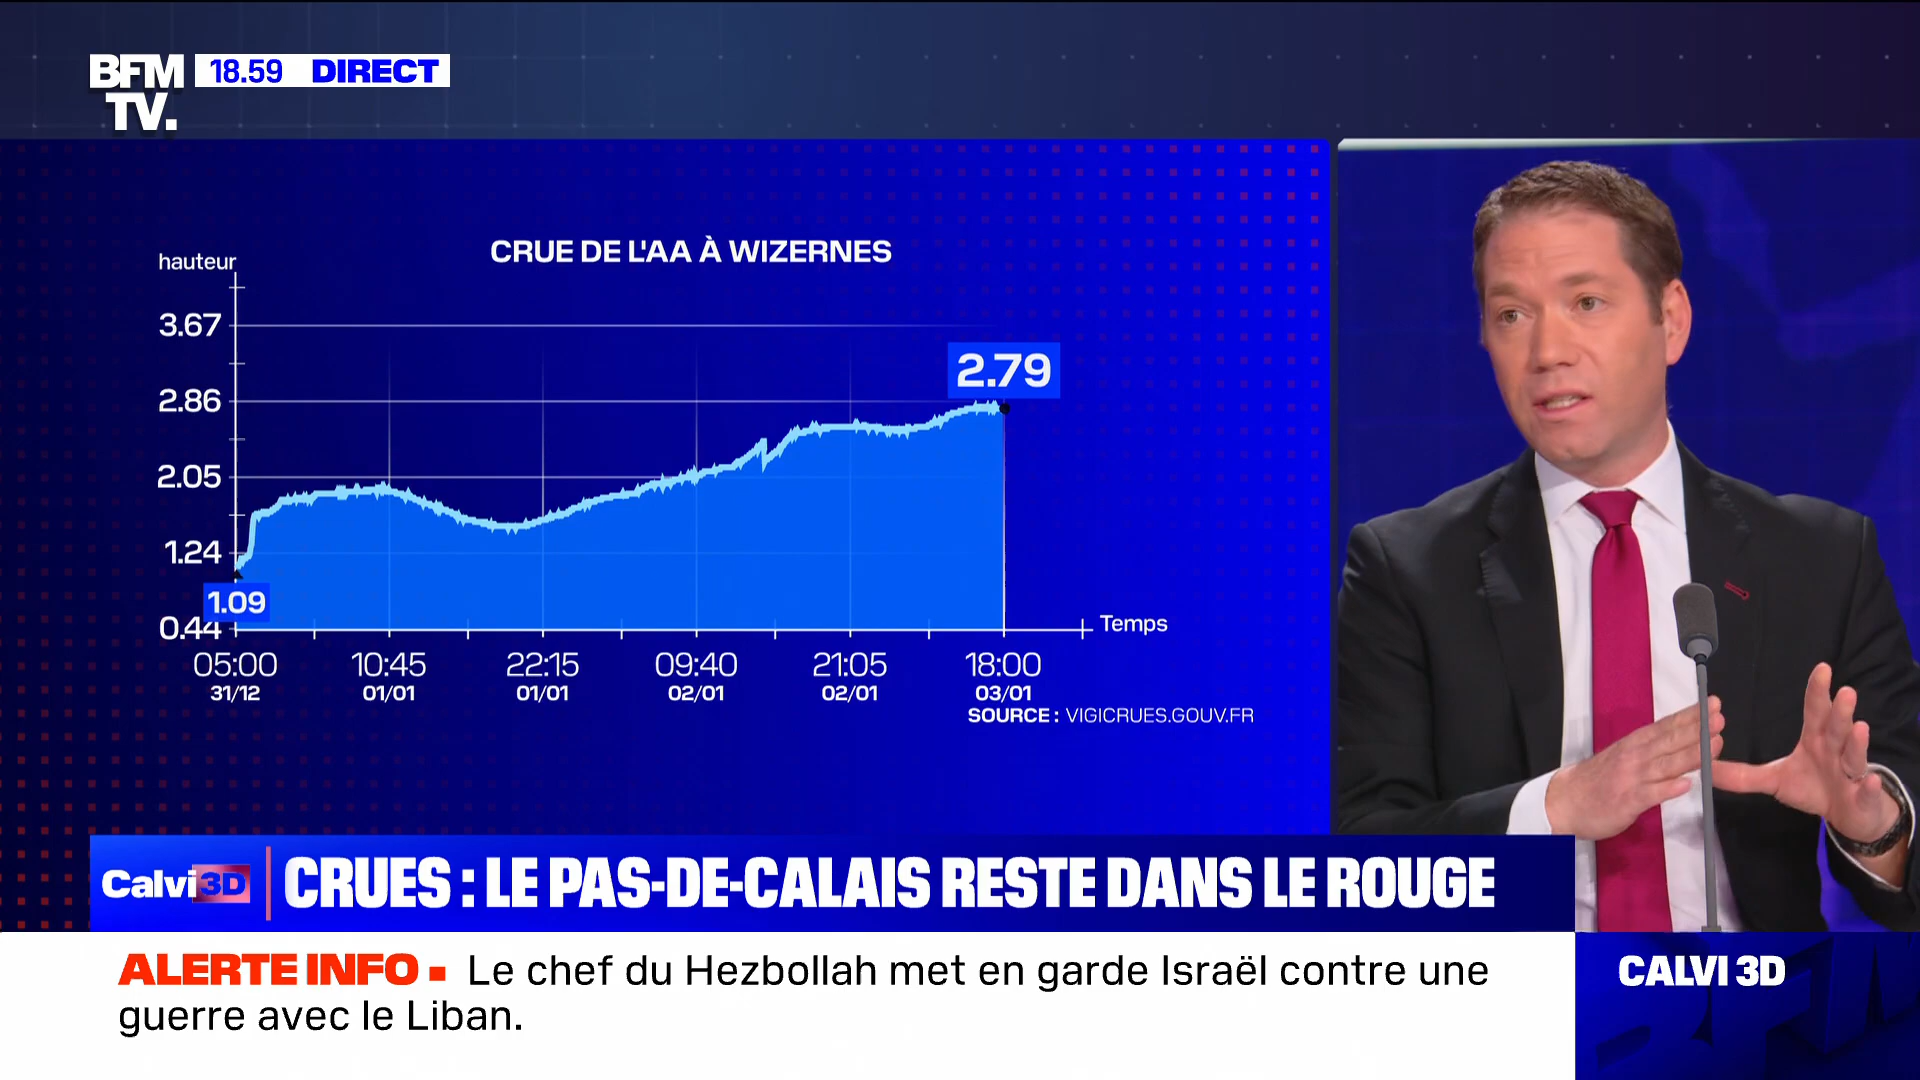 BFM
TV.
18.59 DIRECT
CRUE DE L'AA À WIZERNES
hauteur
3.67
2.86
2.05
1.24
0.44
1.09
2.79
Temps
05:00 10:45 22:15 09:40 21:05 18:00
31/12 01/01 01/01 02/01 02/01 03/01
SOURCE : VIGICRUES.GOUV.FR
Calvi3D CRUES : LE PAS-DE-CALAIS RESTE DANS LE ROUGE
ALERTE INFO Le chef du Hezbollah met en garde Israël contre une
guerre avec le Liban.
CALVI 3D
BFM